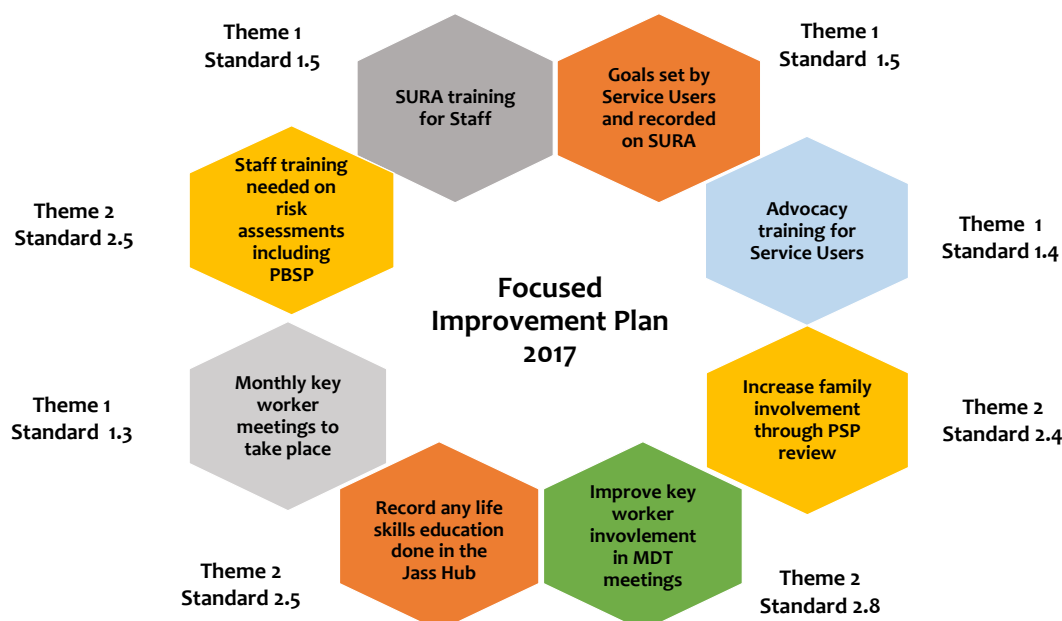 Theme 1
Standard 1.5
SURA training
for Staff
Goals set by
Service Users
and recorded
on SURA
Theme 1
Standard  1.5
Staff training
needed on
risk
assessments
including
PBSP
Theme 2
Standard 2.5
Advocacy
training for
Service Users
Theme  1
Standard 1.4
Focused
Improvement Plan
2017
Monthly key
worker
meetings to
take place
Theme 1
Standard  1.3
Increase family
involvement
through PSP
review
Theme 2
Standard 2.4
Record any life
skills education
done in the
Jass Hub
Theme 2
Standard 2.5
Improve key
worker
invovlement
in MDT
meetings
Theme 2
Standard 2.8